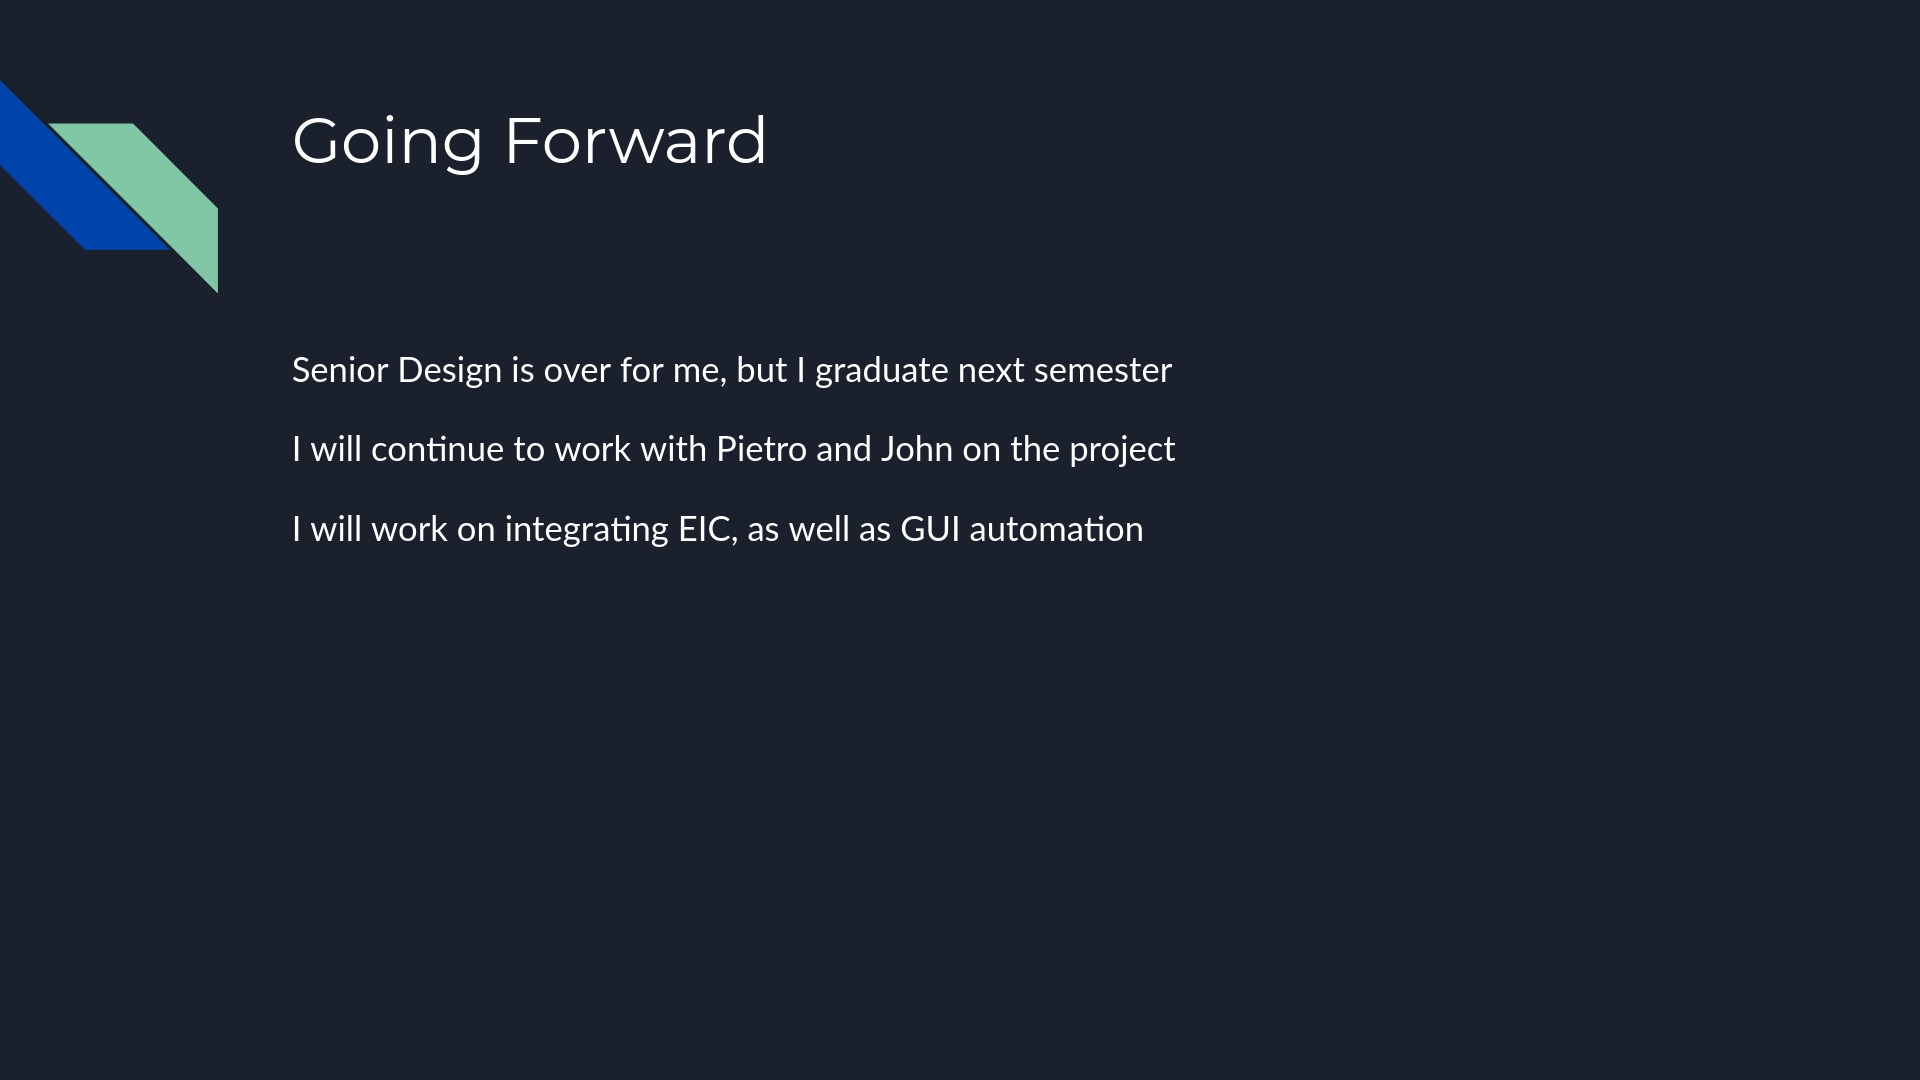 Going Forward
Senior Design is over for me, but I graduate next semester
I will continue to work with Pietro and John on the project
I will work on integrating EIC, as well as GUI automation